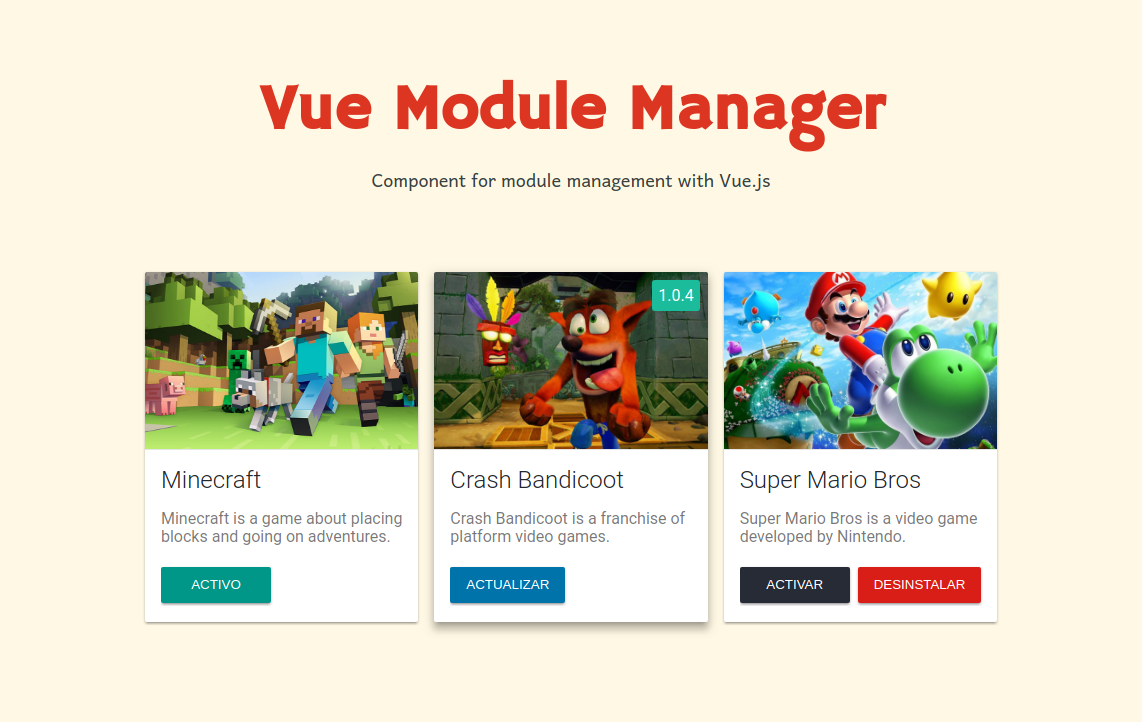 Vue Module Manager
Component for module management with Vue.js
1.0.4
Minecraft
Minecraft is a game about placing
blocks and going on adventures.
ACTIVO
Crash Bandicoot
Crash Bandicoot is a franchise of
platform video games.
ACTUALIZAR
Super Mario Bros
Super Mario Bros is a video game
developed by Nintendo.
ACTIVAR
DESINSTALAR